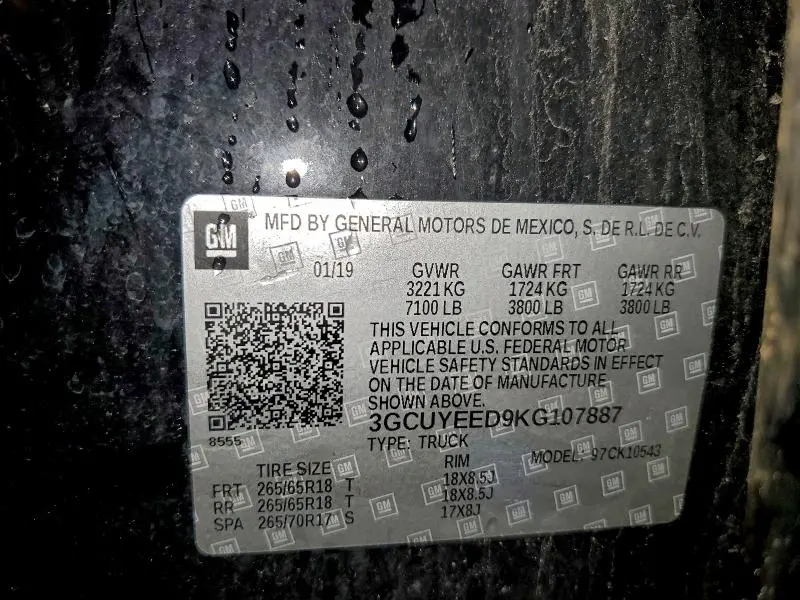 GM MFD BY GENERAL MOTORS DE MEXICO, S. DE R.L. DE C.V.
01/19 GVWR GAWR FRT GAWR RR
3221 KG 1724 KG 1724 KG
7100 LB 3800 LB 3800 LB
THIS VEHICLE CONFORMS TO ALL
APPLICABLE U.S. FEDERAL MOTOR
VEHICLE SAFETY STANDARDS IN EFFECT
ON THE DATE OF MANUFACTURE
SHOWN ABOVE.
3GCUYEED9KG107887
8555 TYPE: TRUCK
MODEL: 97CK10543
TIRE SIZE RIM
FRT 265/65R18 T 18X8.5J
RR 265/65R18 T 18X8.5J
SPA 265/70R17 S 17X8J